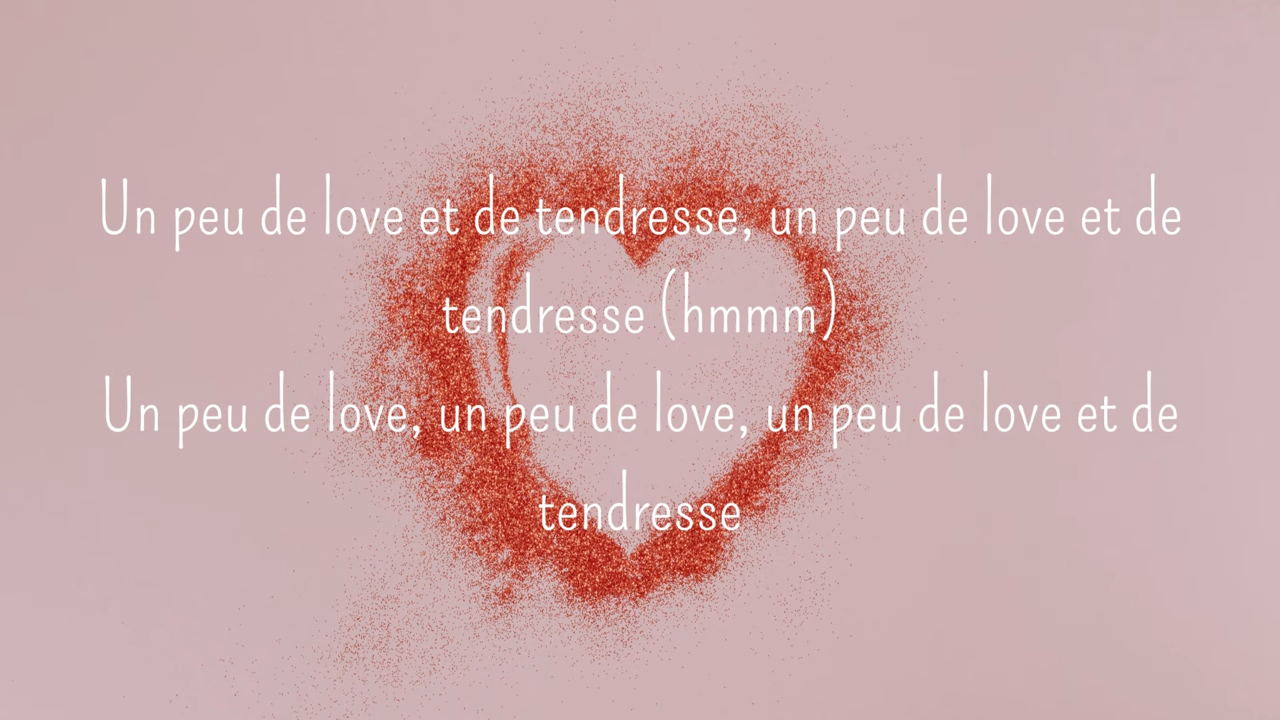 Un peu de love et de tendresse, un peu de love et de
tendresse (hmmm)
Un peu de love, un peu de love, un peu de love et de
tendresse